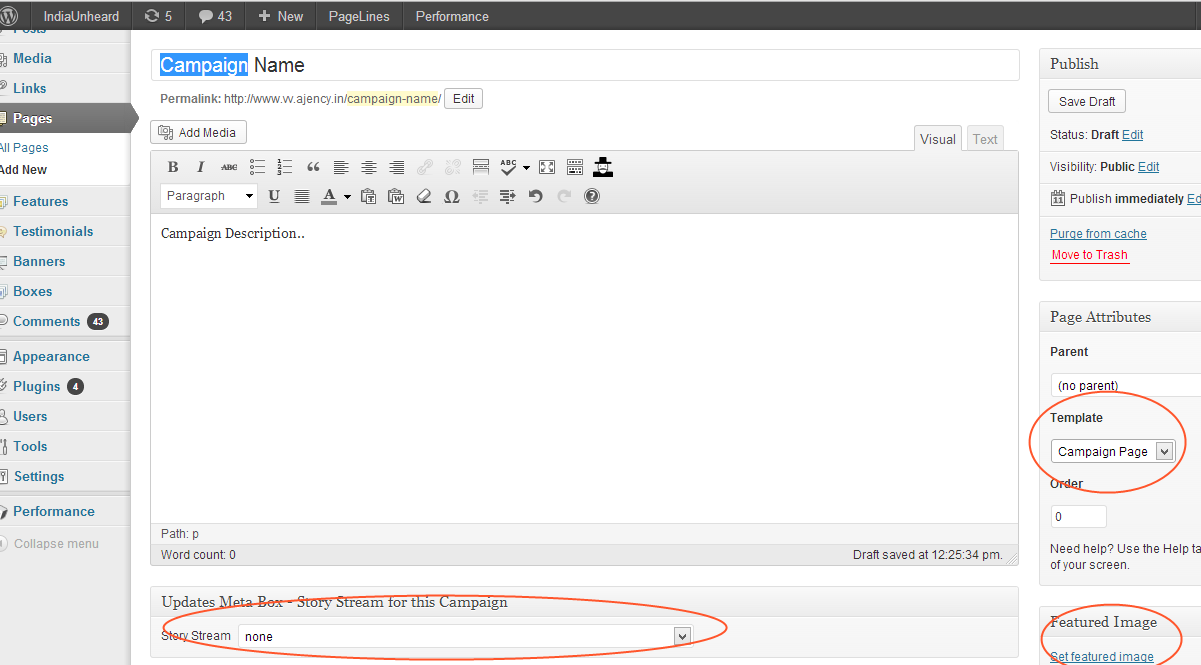 IndiaUnheard 5 43 + New PageLines Performance
Posts
Media
Links
Pages
All Pages
Add New
Features
Testimonials
Banners
Boxes
Comments 43
Appearance
Plugins 4
Users
Tools
Settings
Performance
Collapse menu
Campaign Name
Permalink: http://www.vv.ajency.in/campaign-name/ Edit
Add Media
Visual Text
B I ABC ABC
Paragraph U A Ω
Campaign Description..
Path: p
Word count: 0 Draft saved at 12:25:34 pm.
Updates Meta Box - Story Stream for this Campaign
Story Stream none
Publish
Save Draft
Status: Draft Edit
Visibility: Public Edit
11 Publish immediately Ed
Purge from cache
Move to Trash
Page Attributes
Parent
(no parent)
Template
Campaign Page
Order
0
Need help? Use the Help ta
of your screen.
Featured Image
Set featured image